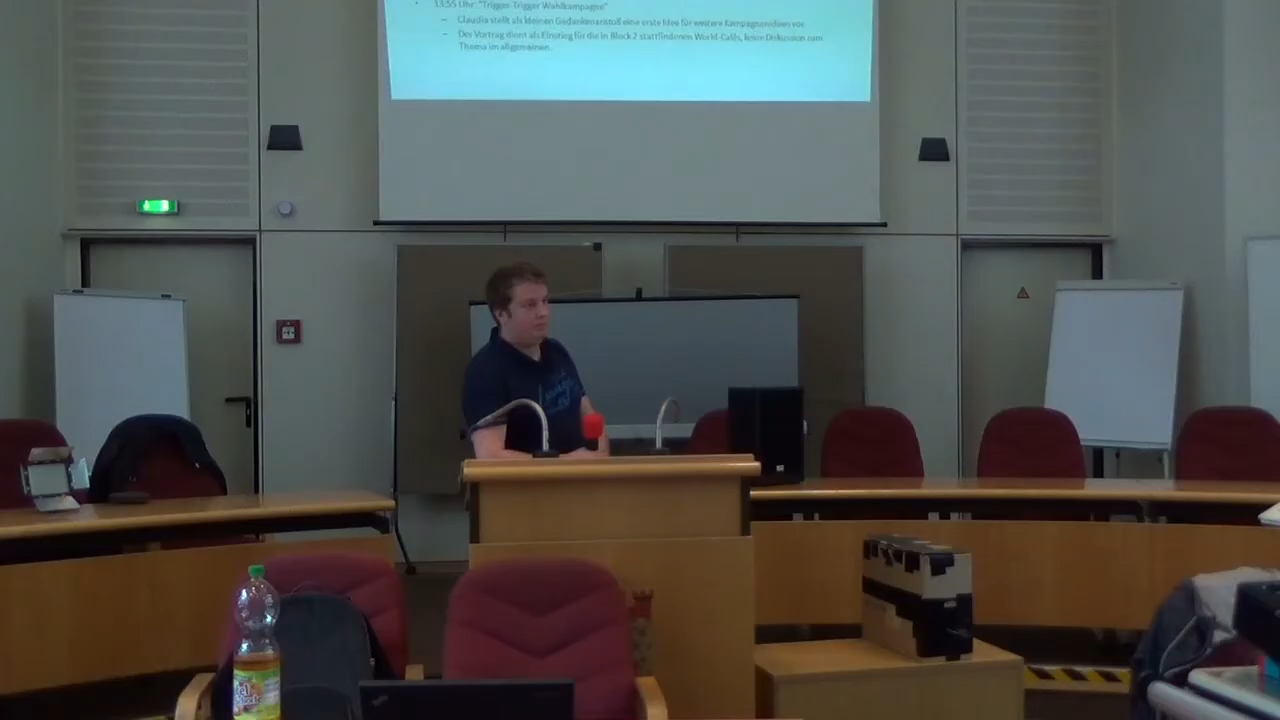 • 13:55 Uhr: "Trigger-Trigger Wahlkampagne"
– Claudia stellt als kleinen Gedankenanstoß eine erste Idee für weitere Kampagnenideen vor.
– Der Vortrag dient als Einstieg für die in Block 2 stattfindenen World-Cafés, keine Diskussion zum
Thema im allgemeinen.